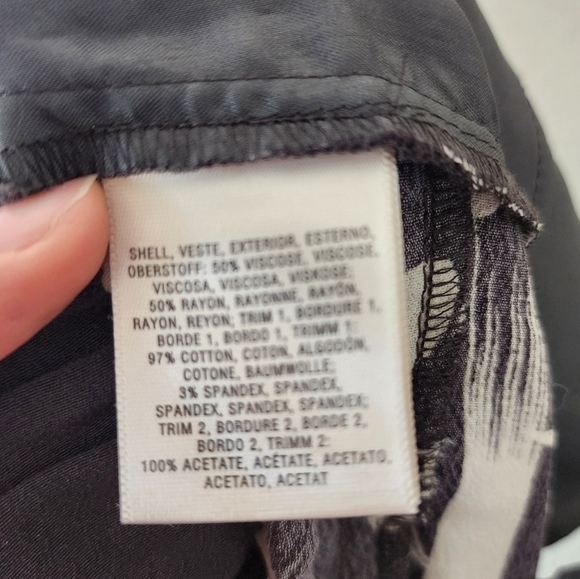 SHELL, VESTE, EXTERIOR, ESTERNO,
OBERSTOFF: 50% VISCOSE, VISCOSE,
VISCOSA, VISCOSA, VISKOSE;
50% RAYON, RAYONNE, RAYÓN,
RAYON, REYON; TRIM 1, BORDURE 1,
BORDE 1, BORDO 1, TRIMM 1:
97% COTTON, COTON, ALGODÓN,
COTONE, BAUMWOLLE;
3% SPANDEX, SPANDEX,
SPANDEX, SPANDEX, SPANDEX;
TRIM 2, BORDURE 2, BORDE 2,
BORDO 2, TRIMM 2:
100% ACETATE, ACÉTATE, ACETATO,
ACETATO, ACETAT